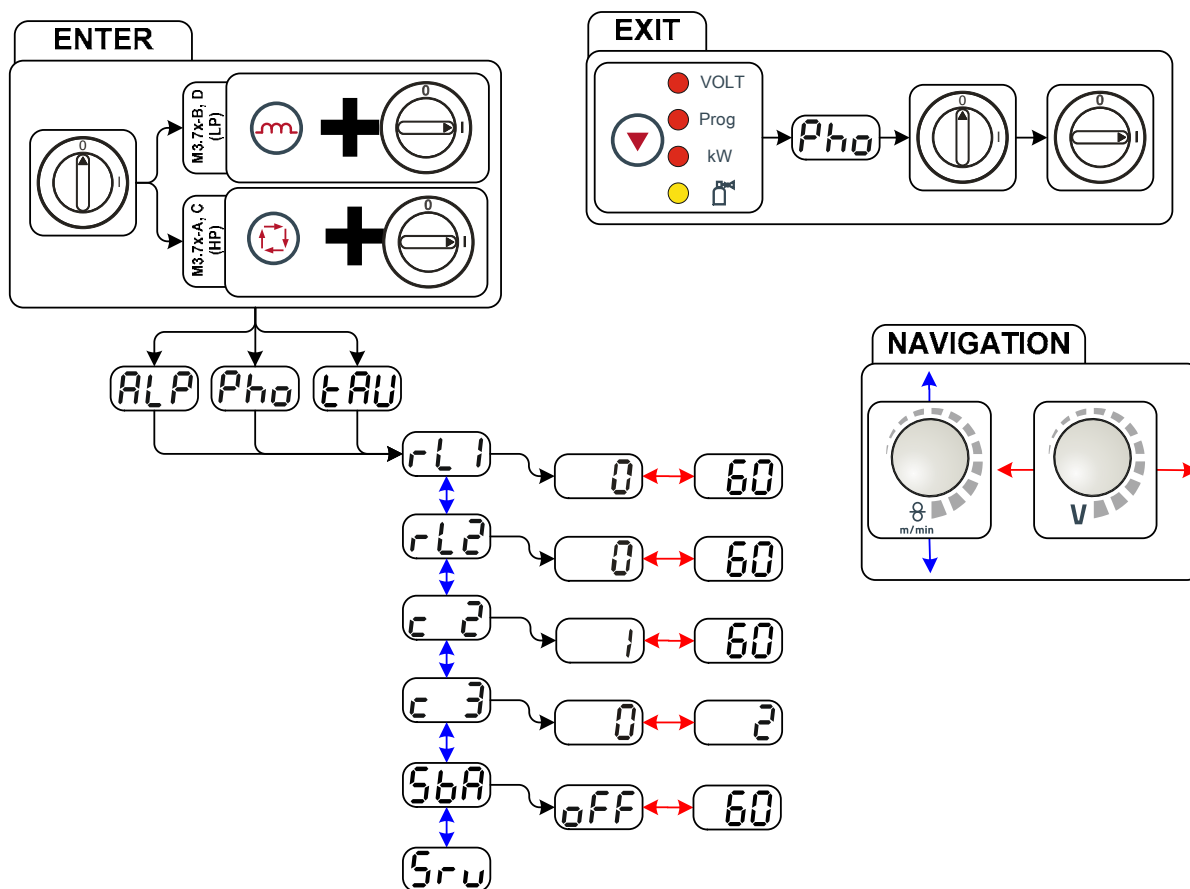 ENTER
M3.7x-B, D
(LP)
0
I
0
I
M3.7x-A, C
(HP)
0
I
EXIT
VOLT
Prog
kW
Pho
0
I
0
I
ALP
Pho
tAU
NAVIGATION
m/min
V
rL1
0
60
rL2
0
60
c 2
1
60
c 3
0
2
SbA
oFF
60
Srv